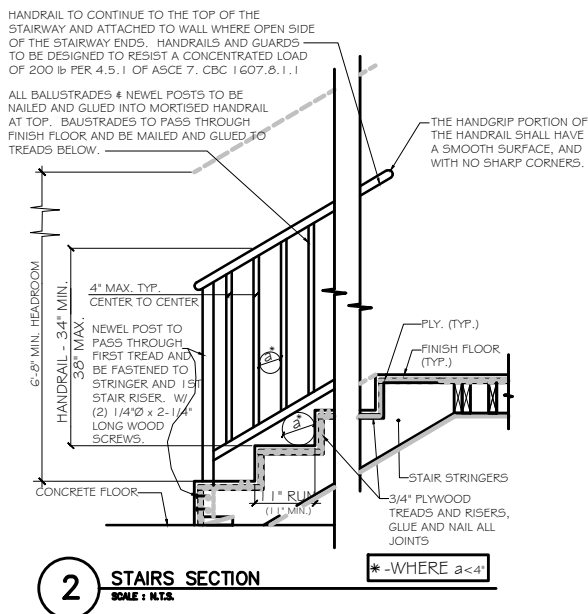 HANDRAIL TO CONTINUE TO THE TOP OF THE
STAIRWAY AND ATTACHED TO WALL WHERE OPEN SIDE
OF THE STAIRWAY ENDS. HANDRAILS AND GUARDS
TO BE DESIGNED TO RESIST A CONCENTRATED LOAD
OF 200 lb PER 4.5.1 OF ASCE 7. CBC 1607.8.1.1
ALL BALUSTRADES & NEWEL POSTS TO BE
NAILED AND GLUED INTO MORTISED HANDRAIL
AT TOP. BAUSTRADES TO PASS THROUGH
FINISH FLOOR AND BE MAILED AND GLUED TO
TREADS BELOW.
THE HANDGRIP PORTION OF
THE HANDRAIL SHALL HAVE
A SMOOTH SURFACE, AND
WITH NO SHARP CORNERS.
6'-8" MIN. HEADROOM
HANDRAIL - 34" MIN.
38" MAX.
4" MAX. TYP.
CENTER TO CENTER
NEWEL POST TO
PASS THROUGH
FIRST TREAD AND
BE FASTENED TO
STRINGER AND 1ST
STAIR RISER. W/
(2) 1/4"Ø x 2-1/4"
LONG WOOD
SCREWS.
a*
a*
PLY. (TYP.)
FINISH FLOOR
(TYP.)
STAIR STRINGERS
3/4" PLYWOOD
TREADS AND RISERS,
GLUE AND NAIL ALL
JOINTS
CONCRETE FLOOR
11" RUN
(11" MIN.)
2 STAIRS SECTION
SCALE : N.T.S.
* -WHERE a<4"